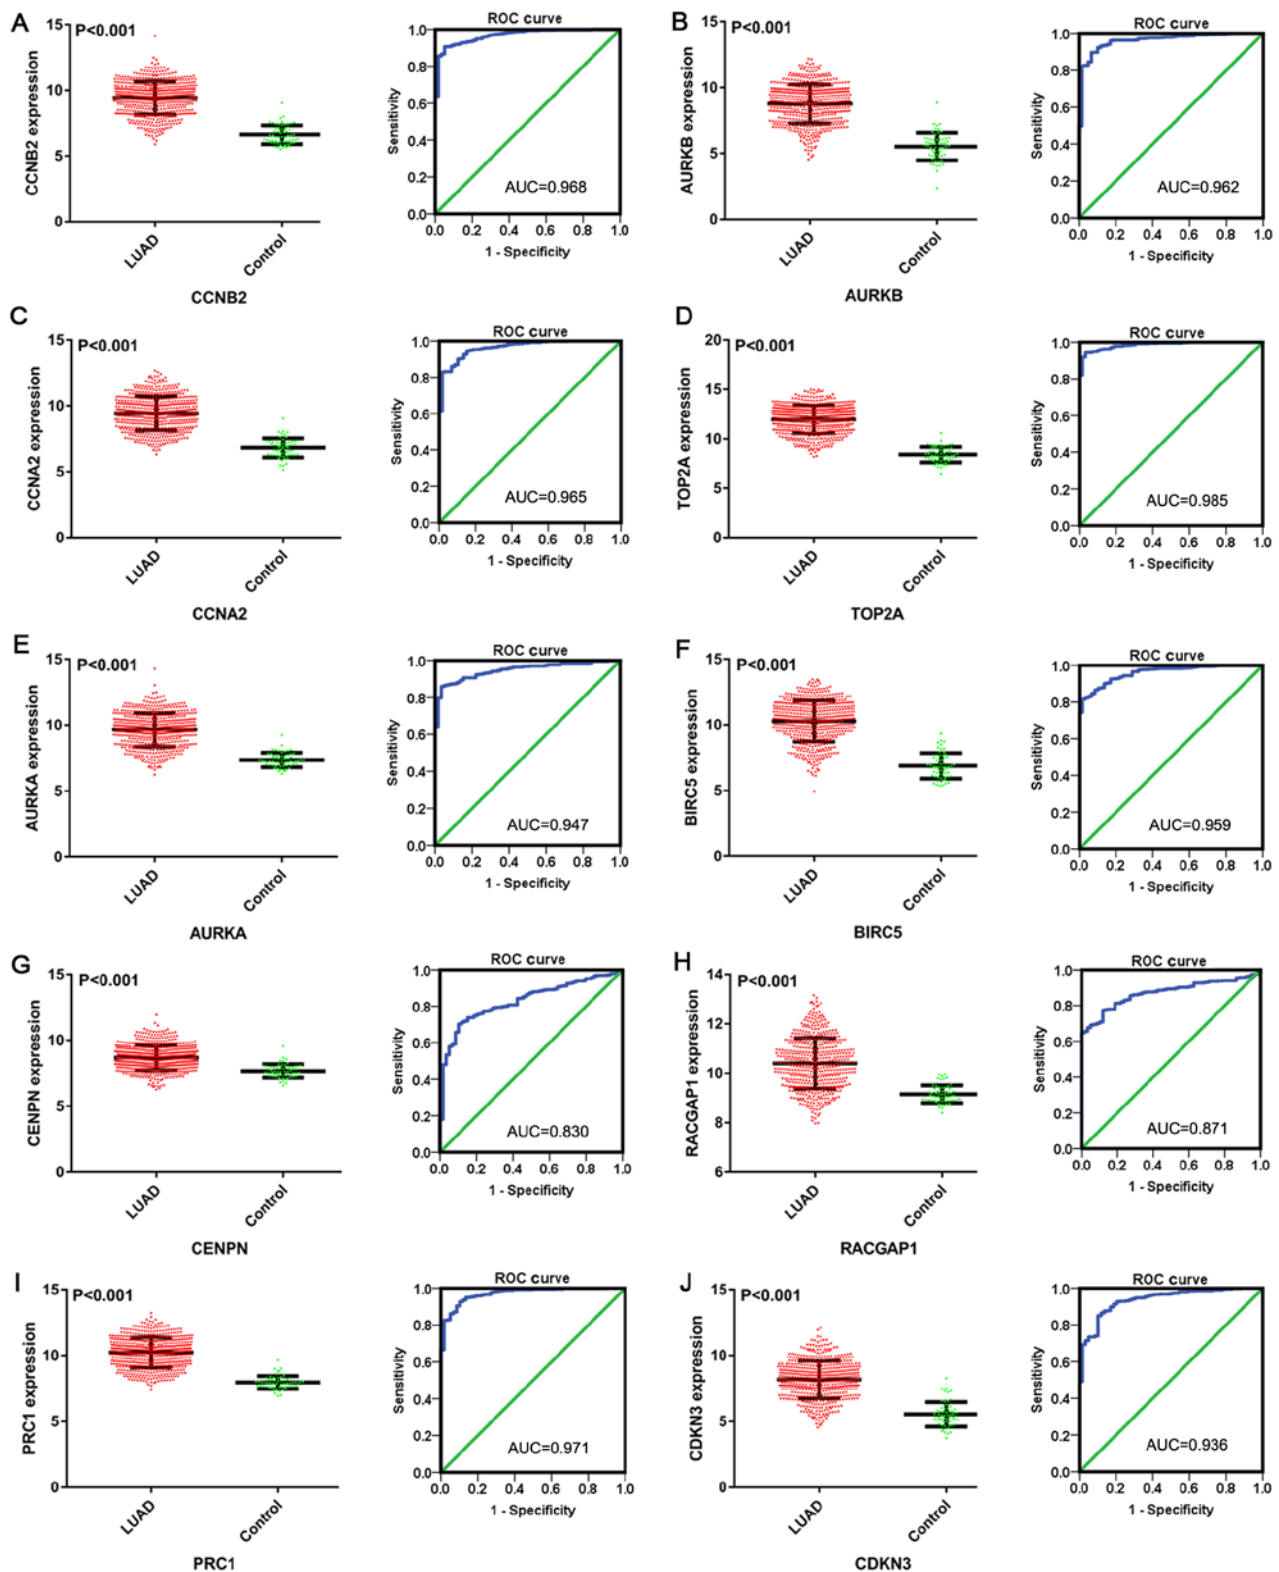 A
P<0.001
CCNB2 expression
15
10
5
0
LUAD
Control
CCNB2
ROC curve
Sensitivity
1.0
0.8
0.6
0.4
0.2
0.0
AUC=0.968
0.0 0.2 0.4 0.6 0.8 1.0
1 - Specificity
B
P<0.001
AURKB expression
15
10
5
0
LUAD
Control
AURKB
ROC curve
Sensitivity
1.0
0.8
0.6
0.4
0.2
0.0
AUC=0.962
0.0 0.2 0.4 0.6 0.8 1.0
1 - Specificity
C
P<0.001
CCNA2 expression
15
10
5
0
LUAD
Control
CCNA2
ROC curve
Sensitivity
1.0
0.8
0.6
0.4
0.2
0.0
AUC=0.965
0.0 0.2 0.4 0.6 0.8 1.0
1 - Specificity
D
P<0.001
TOP2A expression
20
15
10
5
0
LUAD
Control
TOP2A
ROC curve
Sensitivity
1.0
0.8
0.6
0.4
0.2
0.0
AUC=0.985
0.0 0.2 0.4 0.6 0.8 1.0
1 - Specificity
E
P<0.001
AURKA expression
15
10
5
0
LUAD
Control
AURKA
ROC curve
Sensitivity
1.0
0.8
0.6
0.4
0.2
0.0
AUC=0.947
0.0 0.2 0.4 0.6 0.8 1.0
1 - Specificity
F
P<0.001
BIRC5 expression
15
10
5
0
LUAD
Control
BIRC5
ROC curve
Sensitivity
1.0
0.8
0.6
0.4
0.2
0.0
AUC=0.959
0.0 0.2 0.4 0.6 0.8 1.0
1 - Specificity
G
P<0.001
CENPN expression
15
10
5
0
LUAD
Control
CENPN
ROC curve
Sensitivity
1.0
0.8
0.6
0.4
0.2
0.0
AUC=0.830
0.0 0.2 0.4 0.6 0.8 1.0
1 - Specificity
H
P<0.001
RACGAP1 expression
14
12
10
8
6
LUAD
Control
RACGAP1
ROC curve
Sensitivity
1.0
0.8
0.6
0.4
0.2
0.0
AUC=0.871
0.0 0.2 0.4 0.6 0.8 1.0
1 - Specificity
I
P<0.001
PRC1 expression
15
10
5
0
LUAD
Control
PRC1
ROC curve
Sensitivity
1.0
0.8
0.6
0.4
0.2
0.0
AUC=0.971
0.0 0.2 0.4 0.6 0.8 1.0
1 - Specificity
J
P<0.001
CDKN3 expression
15
10
5
0
LUAD
Control
CDKN3
ROC curve
Sensitivity
1.0
0.8
0.6
0.4
0.2
0.0
AUC=0.936
0.0 0.2 0.4 0.6 0.8 1.0
1 - Specificity